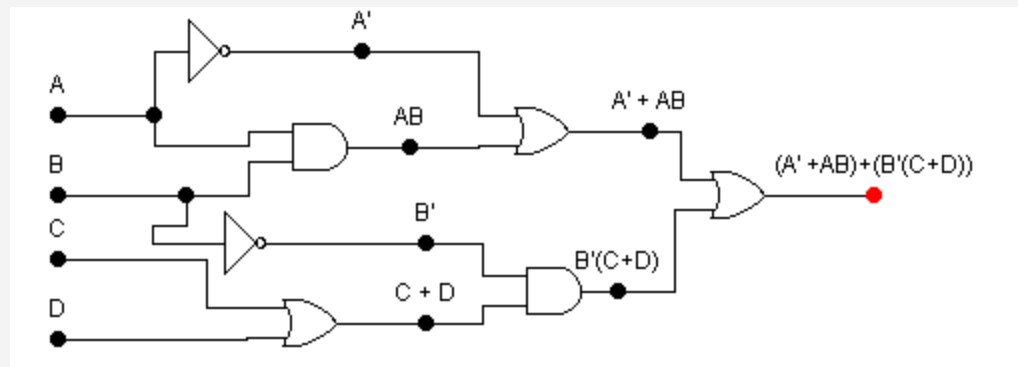 A'
A
A' + AB
AB
B
(A' +AB)+(B'(C+D))
B'
C
B'(C+D)
C + D
D